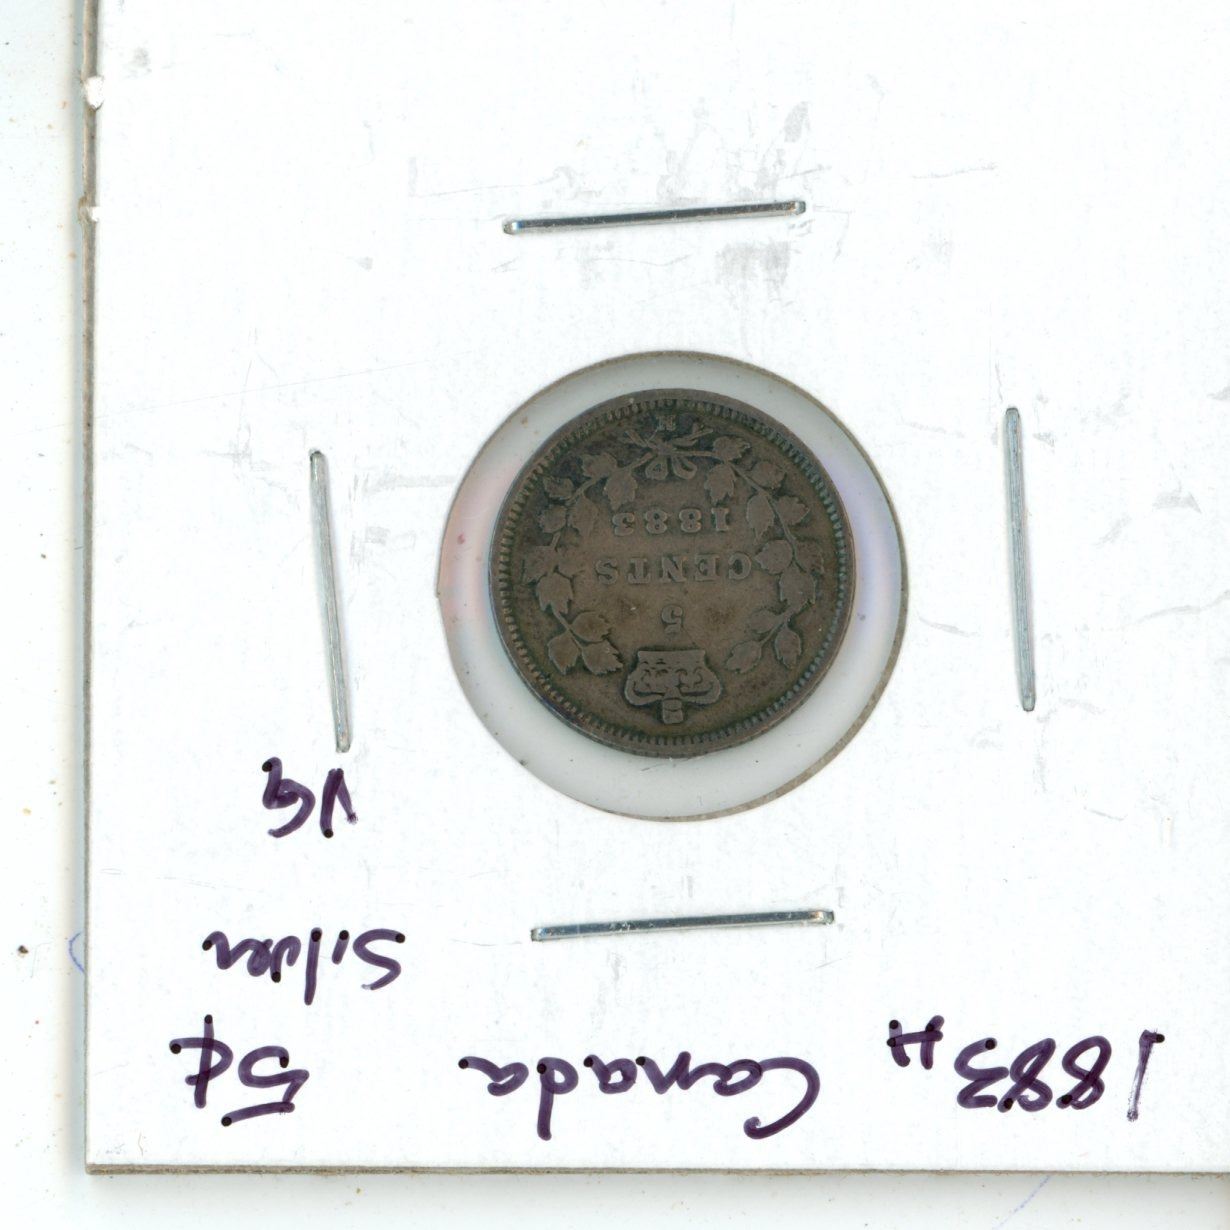 1883H Canada 5¢
Silver
VG
5
CENTS
1883
H